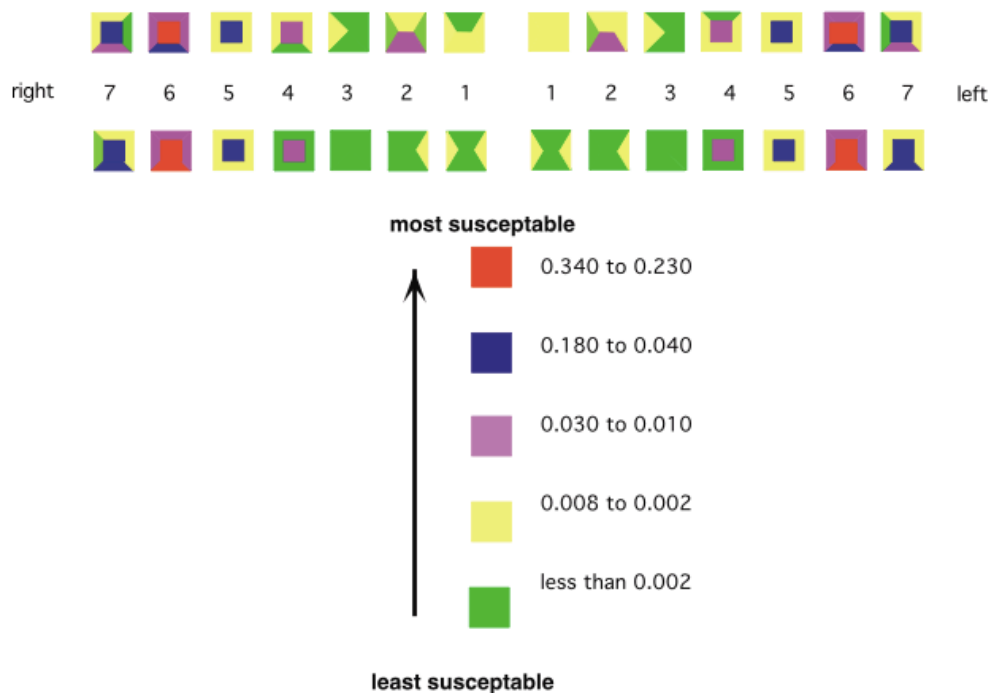 right 7 6 5 4 3 2 1 1 2 3 4 5 6 7 left
most susceptable
0.340 to 0.230
0.180 to 0.040
0.030 to 0.010
0.008 to 0.002
less than 0.002
least susceptable